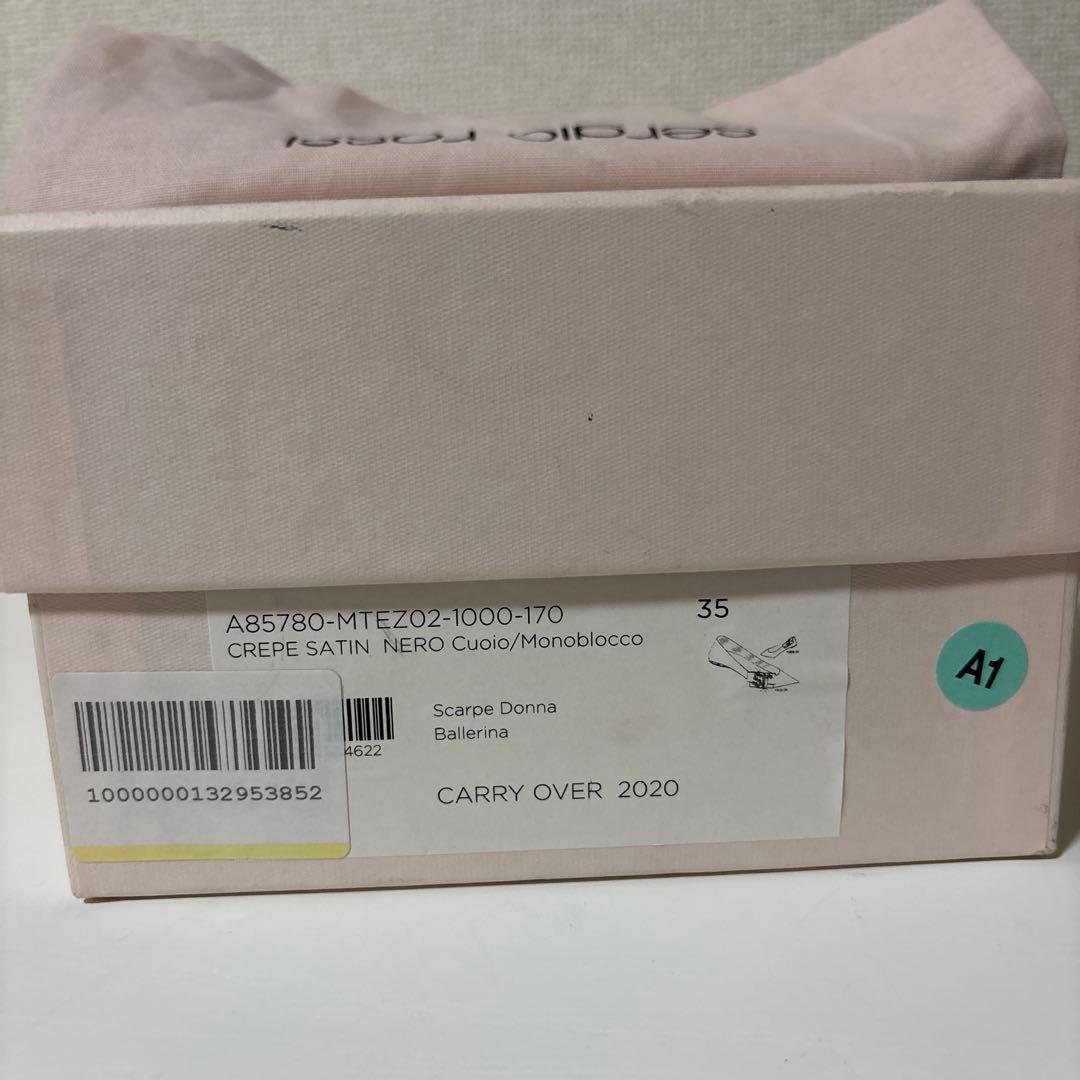 sergio rossi
A85780-MTEZ02-1000-170
35
CREPE SATIN NERO Cuoio/Monoblocco
A1
Scarpe Donna
Ballerina
4622
1000000132953852
CARRY OVER 2020